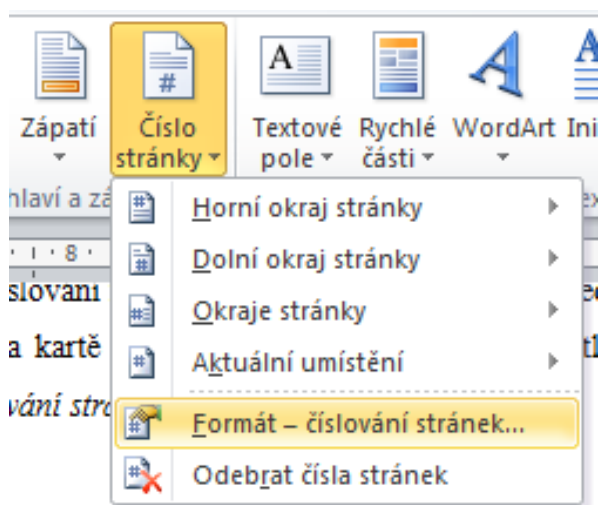 Zápatí
Číslo
stránky
Textové
pole
Rychlé
části
WordArt
Horní okraj stránky
Dolní okraj stránky
Okraje stránky
Aktuální umístění
Formát – číslování stránek...
Odebrat čísla stránek
8
a kartě